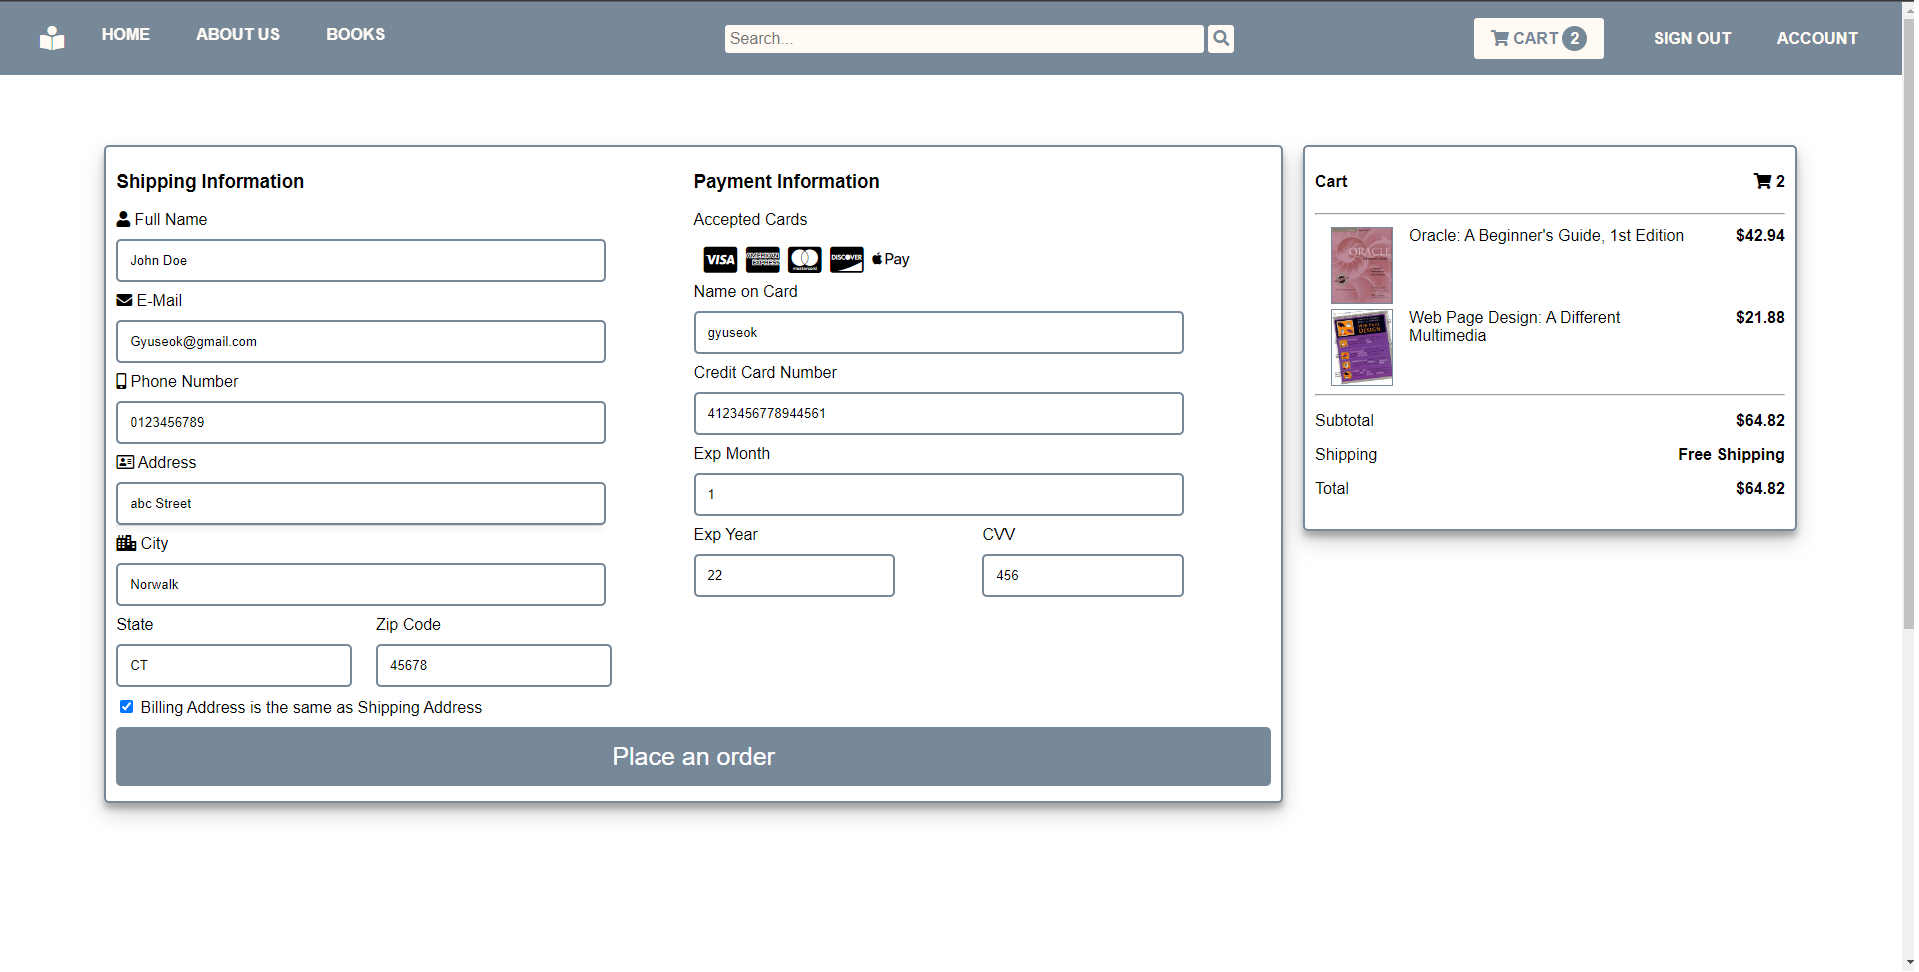 HOME ABOUT US BOOKS Search... CART 2 SIGN OUT ACCOUNT
Shipping Information
Full Name
John Doe
E-Mail
Gyuseok@gmail.com
Phone Number
0123456789
Address
abc Street
City
Norwalk
State Zip Code
CT 45678
Billing Address is the same as Shipping Address
Payment Information
Accepted Cards
VISA AMERICAN EXPRESS mastercard DISCOVER Pay
Name on Card
gyuseok
Credit Card Number
4123456778944561
Exp Month
1
Exp Year CVV
22 456
Place an order
Cart 2
ORACLE
Oracle: A Beginner's Guide, 1st Edition $42.94
WEB PAGE
DESIGN
Web Page Design: A Different $21.88
Multimedia
Subtotal $64.82
Shipping Free Shipping
Total $64.82